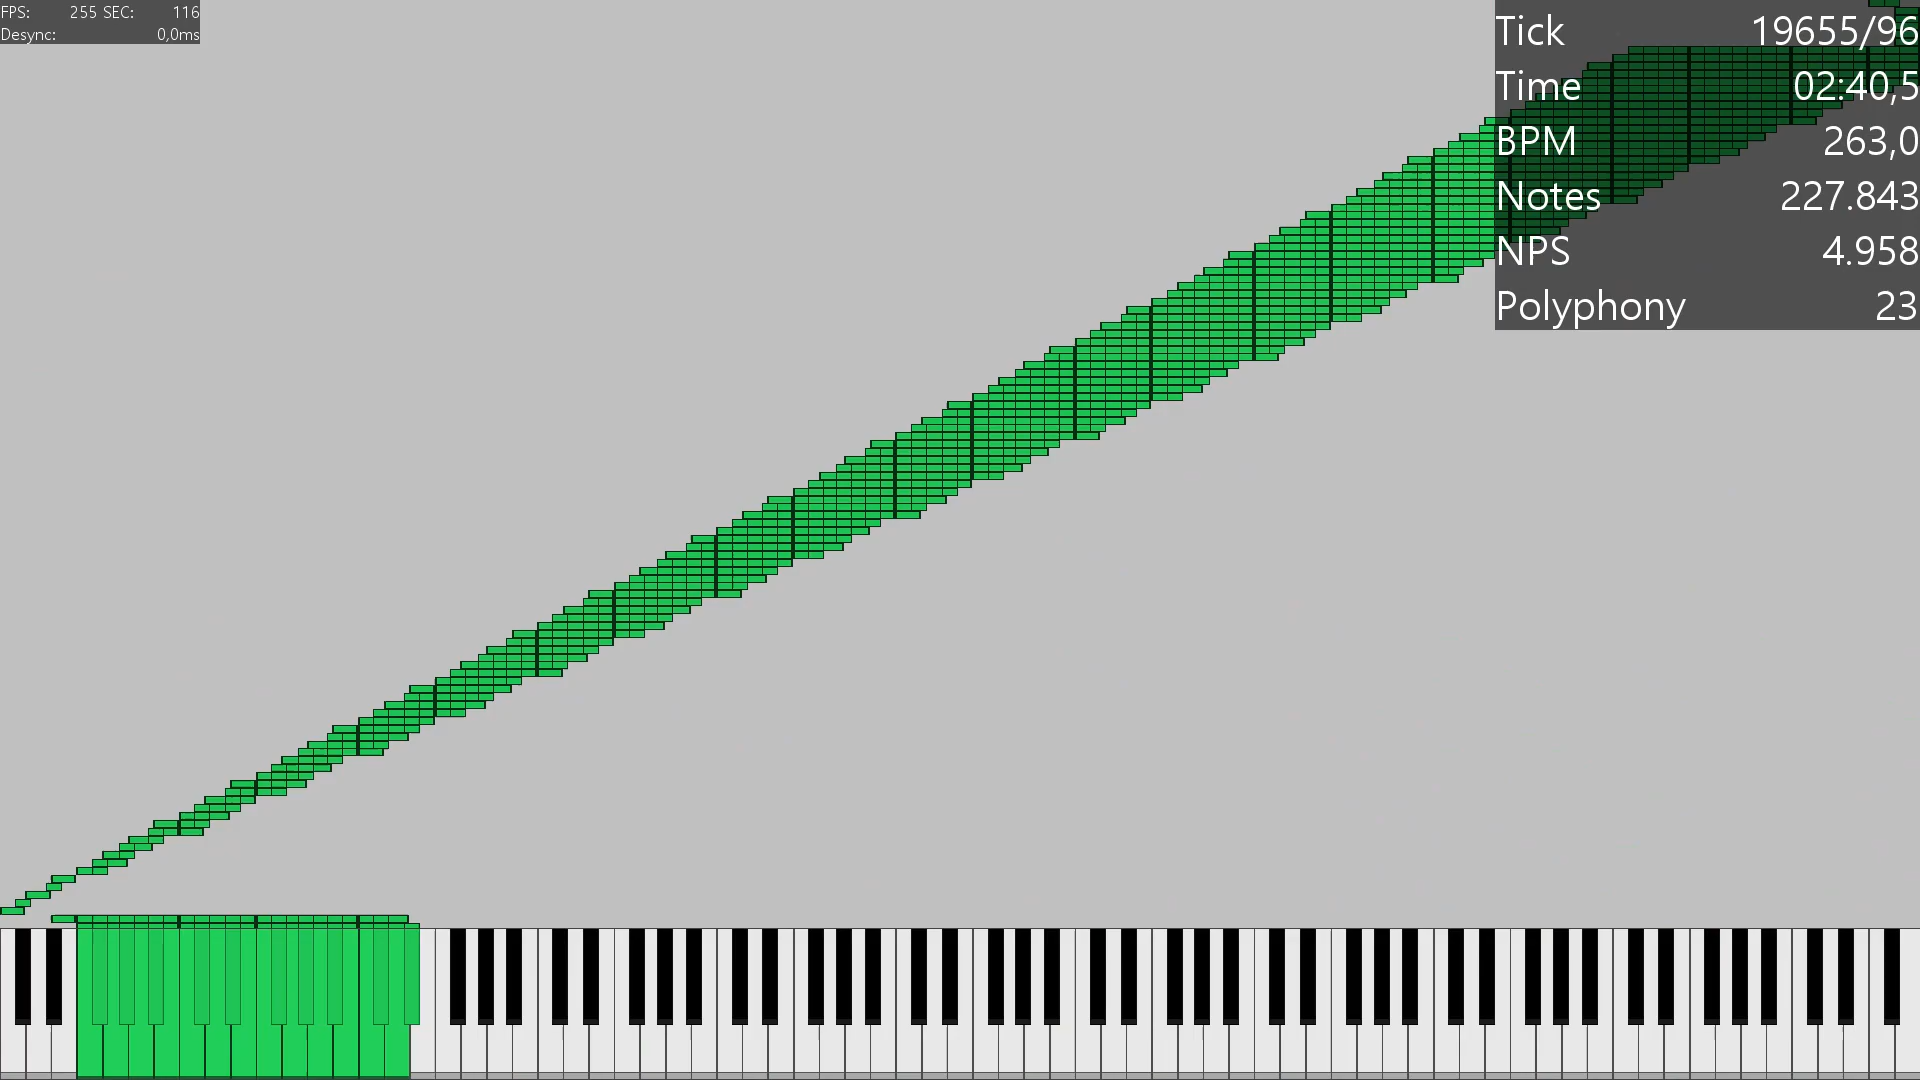 FPS: 255 SEC: 116
Desync: 0,0ms
Tick 19655/96
Time 02:40,5
BPM 263,0
Notes 227.843
NPS 4.958
Polyphony 23